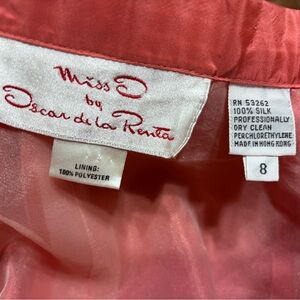 Miss O
by
Oscar de la Renta
LINING:
100% POLYESTER
RN 53262
100% SILK
PROFESSIONALLY
DRY CLEAN
PERCHLORETHYLENE
MADE IN HONG KONG
8